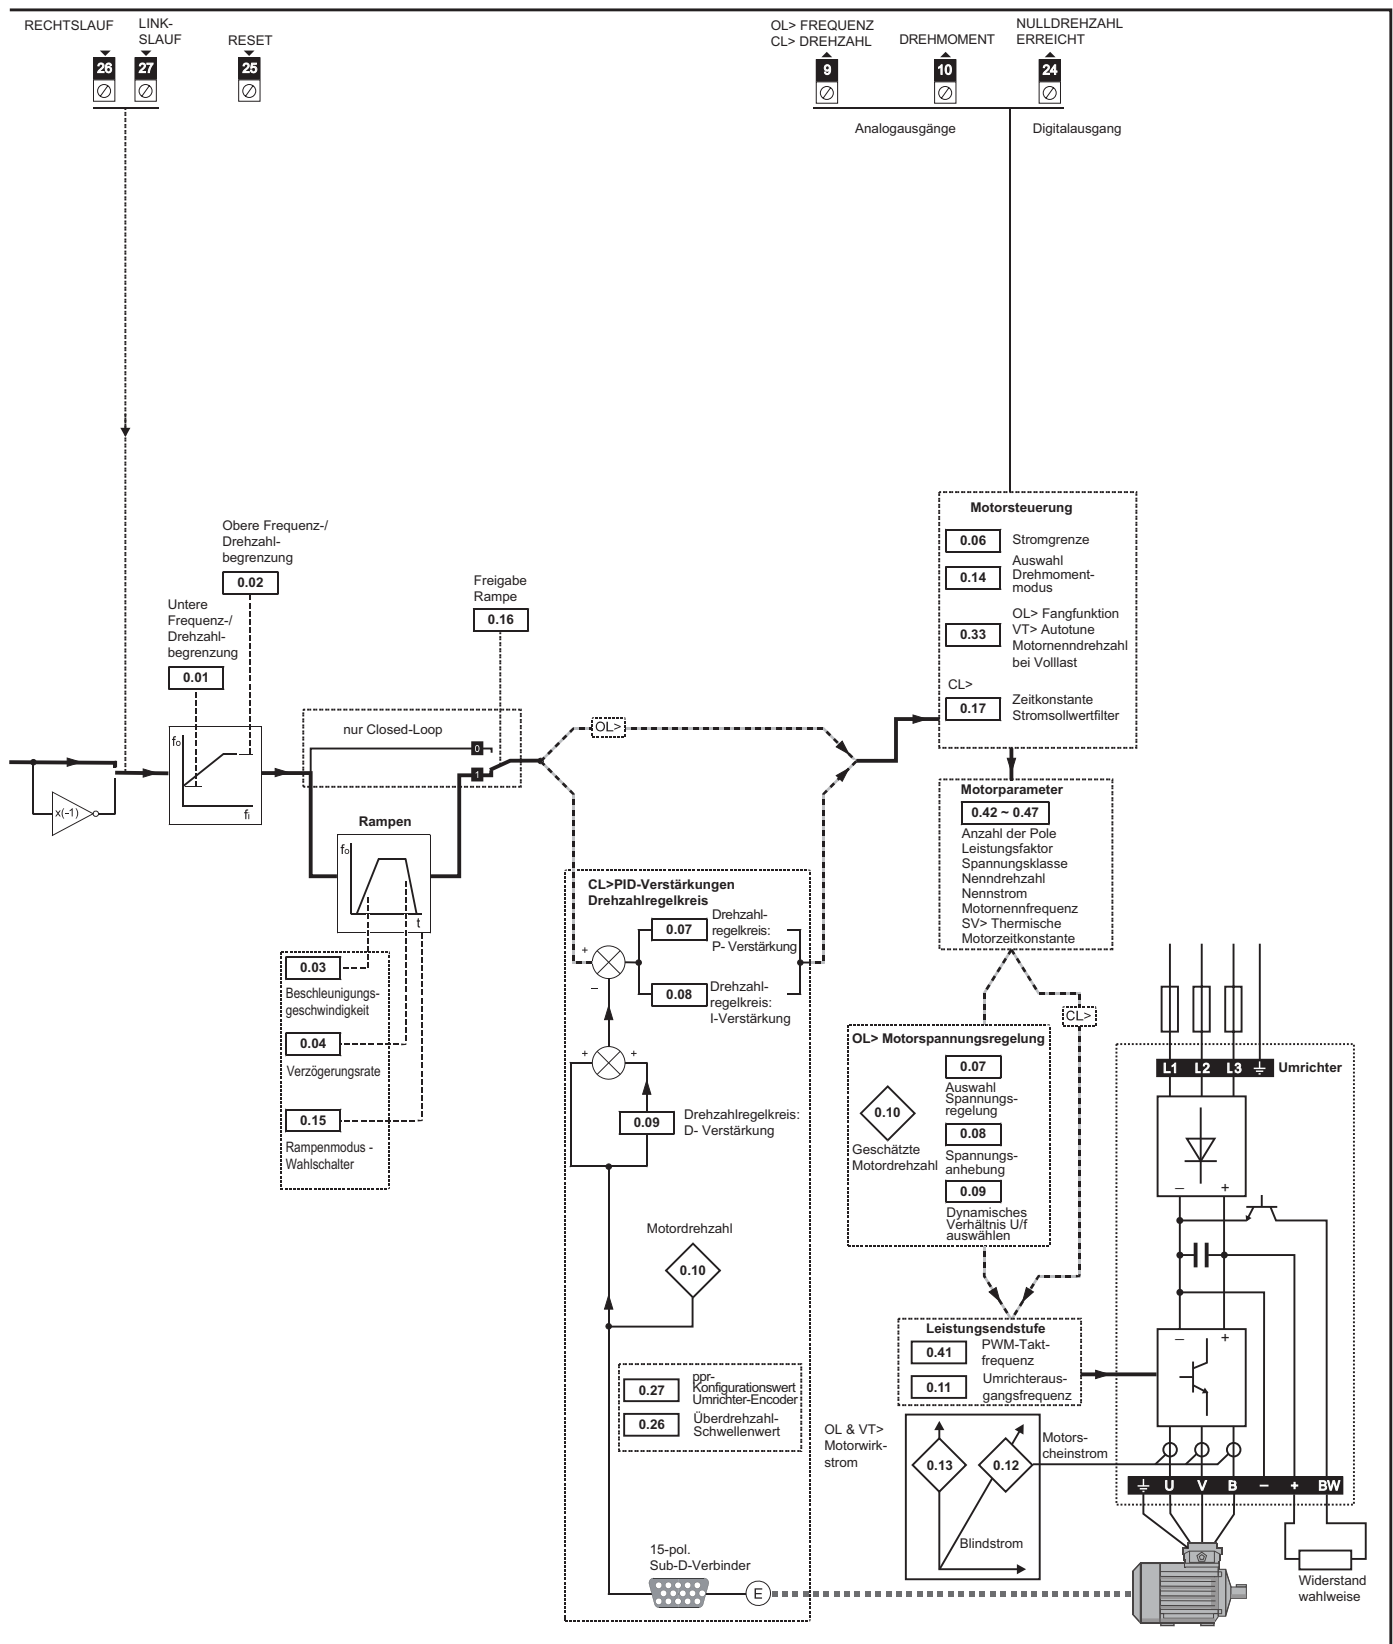 RECHTSLAUF
LINK-
SLAUF
RESET
26
27
25
OL> FREQUENZ
CL> DREHZAHL
DREHMOMENT
NULLDREHZAHL
ERREICHT
9
10
24
Analogausgänge
Digitalausgang
Obere Frequenz-/
Drehzahl-
begrenzung
0.02
Untere
Frequenz-/
Drehzahl-
begrenzung
0.01
Freigabe
Rampe
0.16
nur Closed-Loop
0
1
OL>
x(-1)
fo
fi
Rampen
fo
t
0.03
Beschleunigungs-
geschwindigkeit
0.04
Verzögerungsrate
0.15
Rampenmodus -
Wahlschalter
CL>PID-Verstärkungen
Drehzahlregelkreis
0.07
Drehzahl-
regelkreis:
P- Verstärkung
+
–
0.08
Drehzahl-
regelkreis:
I-Verstärkung
+
+
0.09
Drehzahlregelkreis:
D- Verstärkung
Motordrehzahl
0.10
0.27
ppr-
Konfigurationswert
Umrichter-Encoder
0.26
Überdrehzahl-
Schwellenwert
15-pol.
Sub-D-Verbinder
E
Motorsteuerung
0.06
Stromgrenze
0.14
Auswahl
Drehmoment-
modus
0.33
OL> Fangfunktion
VT> Autotune
Motornenndrehzahl
bei Volllast
CL>
0.17
Zeitkonstante
Stromsollwertfilter
Motorparameter
0.42 ~ 0.47
Anzahl der Pole
Leistungsfaktor
Spannungsklasse
Nenndrehzahl
Nennstrom
Motornennfrequenz
SV> Thermische
Motorzeitkonstante
CL>
OL> Motorspannungsregelung
0.07
Auswahl
Spannungs-
regelung
0.10
Geschätzte
Motordrehzahl
0.08
Spannungs-
anhebung
0.09
Dynamisches
Verhältnis U/f
auswählen
Leistungsendstufe
0.41
PWM-Takt-
frequenz
0.11
Umrichteraus-
gangsfrequenz
OL & VT>
Motorwirk-
strom
0.13
0.12
Motors-
cheinstrom
Blindstrom
L1 L2 L3
Umrichter
– +
– +
U V B – + BW
Widerstand
wahlweise